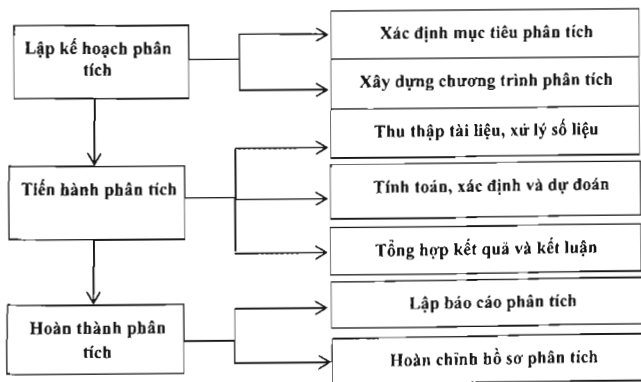 Lập kế hoạch phân
tích
Xác định mục tiêu phân tích
Xây dựng chương trình phân tích
Tiến hành phân tích
Thu thập tài liệu, xử lý số liệu
Tính toán, xác định và dự đoán
Tổng hợp kết quả và kết luận
Hoàn thành phân
tích
Lập báo cáo phân tích
Hoàn chỉnh hồ sơ phân tích